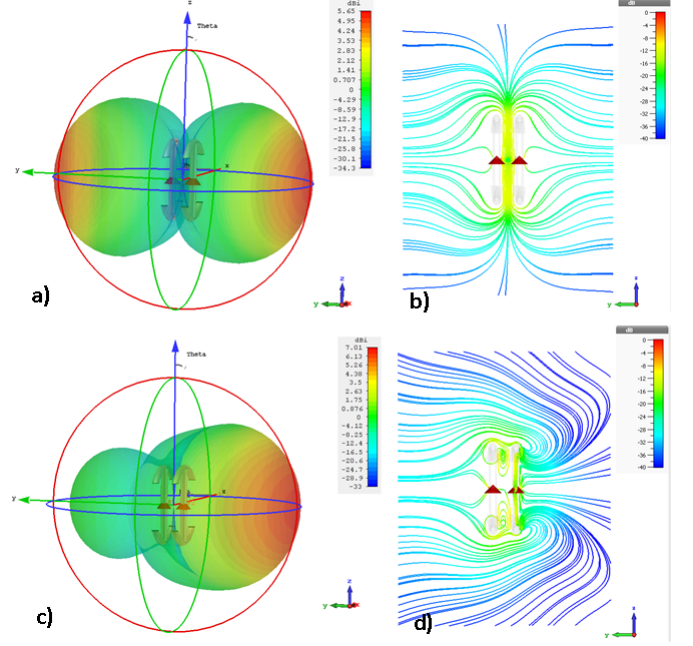 z
Theta
y
x
z
y
x
a)
dBi
5.65
4.95
4.24
3.53
2.83
2.12
1.41
0.707
0
-4.29
-8.59
-12.9
-17.2
-21.5
-25.8
-30.1
-34.3
dB
0
-4
-8
-12
-16
-20
-24
-28
-32
-36
-40
z
y
b)
Theta
y
x
z
y
x
c)
dBi
7.01
6.13
5.26
4.38
3.5
2.63
1.75
0.876
0
-4.12
-8.25
-12.4
-16.5
-20.6
-24.7
-28.9
-33
dB
0
-4
-8
-12
-16
-20
-24
-28
-32
-36
-40
z
y
d)